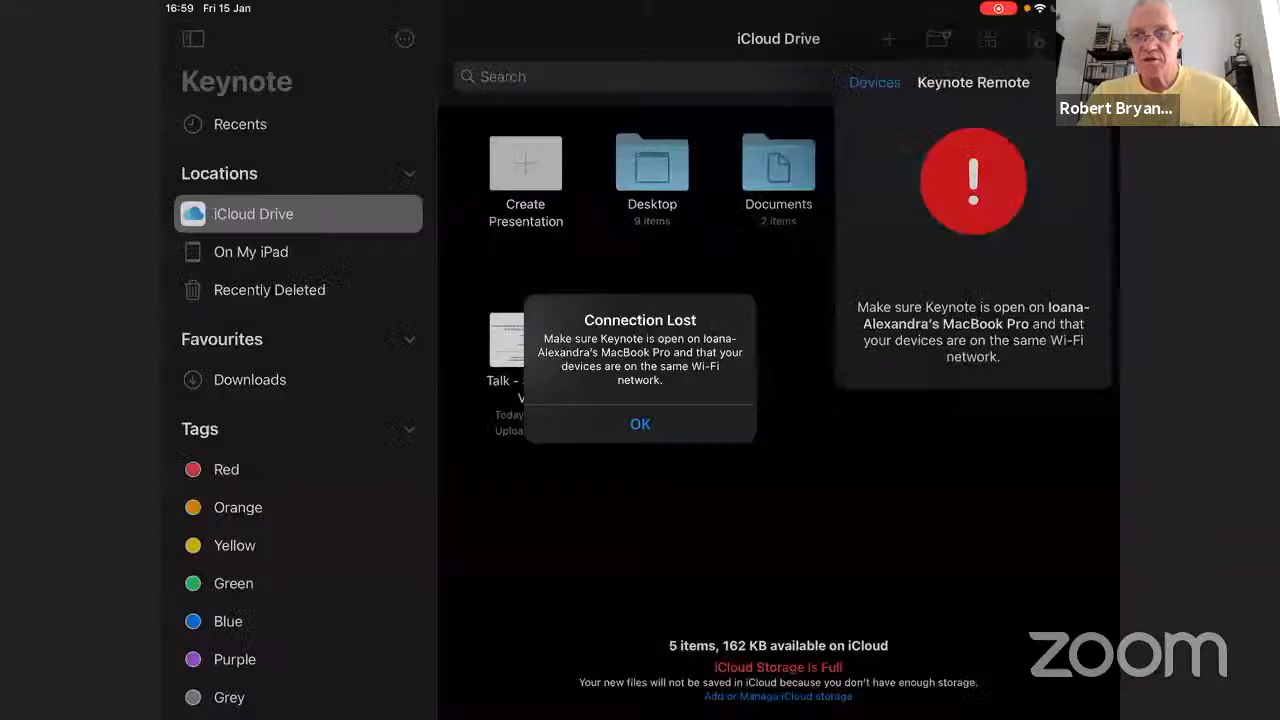 16:59 Fri 15 Jan
iCloud Drive
Keynote
Search
Devices
Keynote Remote
Robert Bryan...
Recents
Locations
iCloud Drive
On My iPad
Recently Deleted
Favourites
Downloads
Tags
Red
Orange
Yellow
Green
Blue
Purple
Grey
Create
Presentation
Desktop
9 items
Documents
2 items
Talk -
Today
Uploa
Connection Lost
Make sure Keynote is open on Ioana-
Alexandra's MacBook Pro and that your
devices are on the same Wi-Fi
network.
OK
Make sure Keynote is open on Ioana-
Alexandra's MacBook Pro and that
your devices are on the same Wi-Fi
network.
5 items, 162 KB available on iCloud
iCloud Storage Is Full
Your new files will not be saved in iCloud because you don't have enough storage.
Add or Manage iCloud storage
zoom